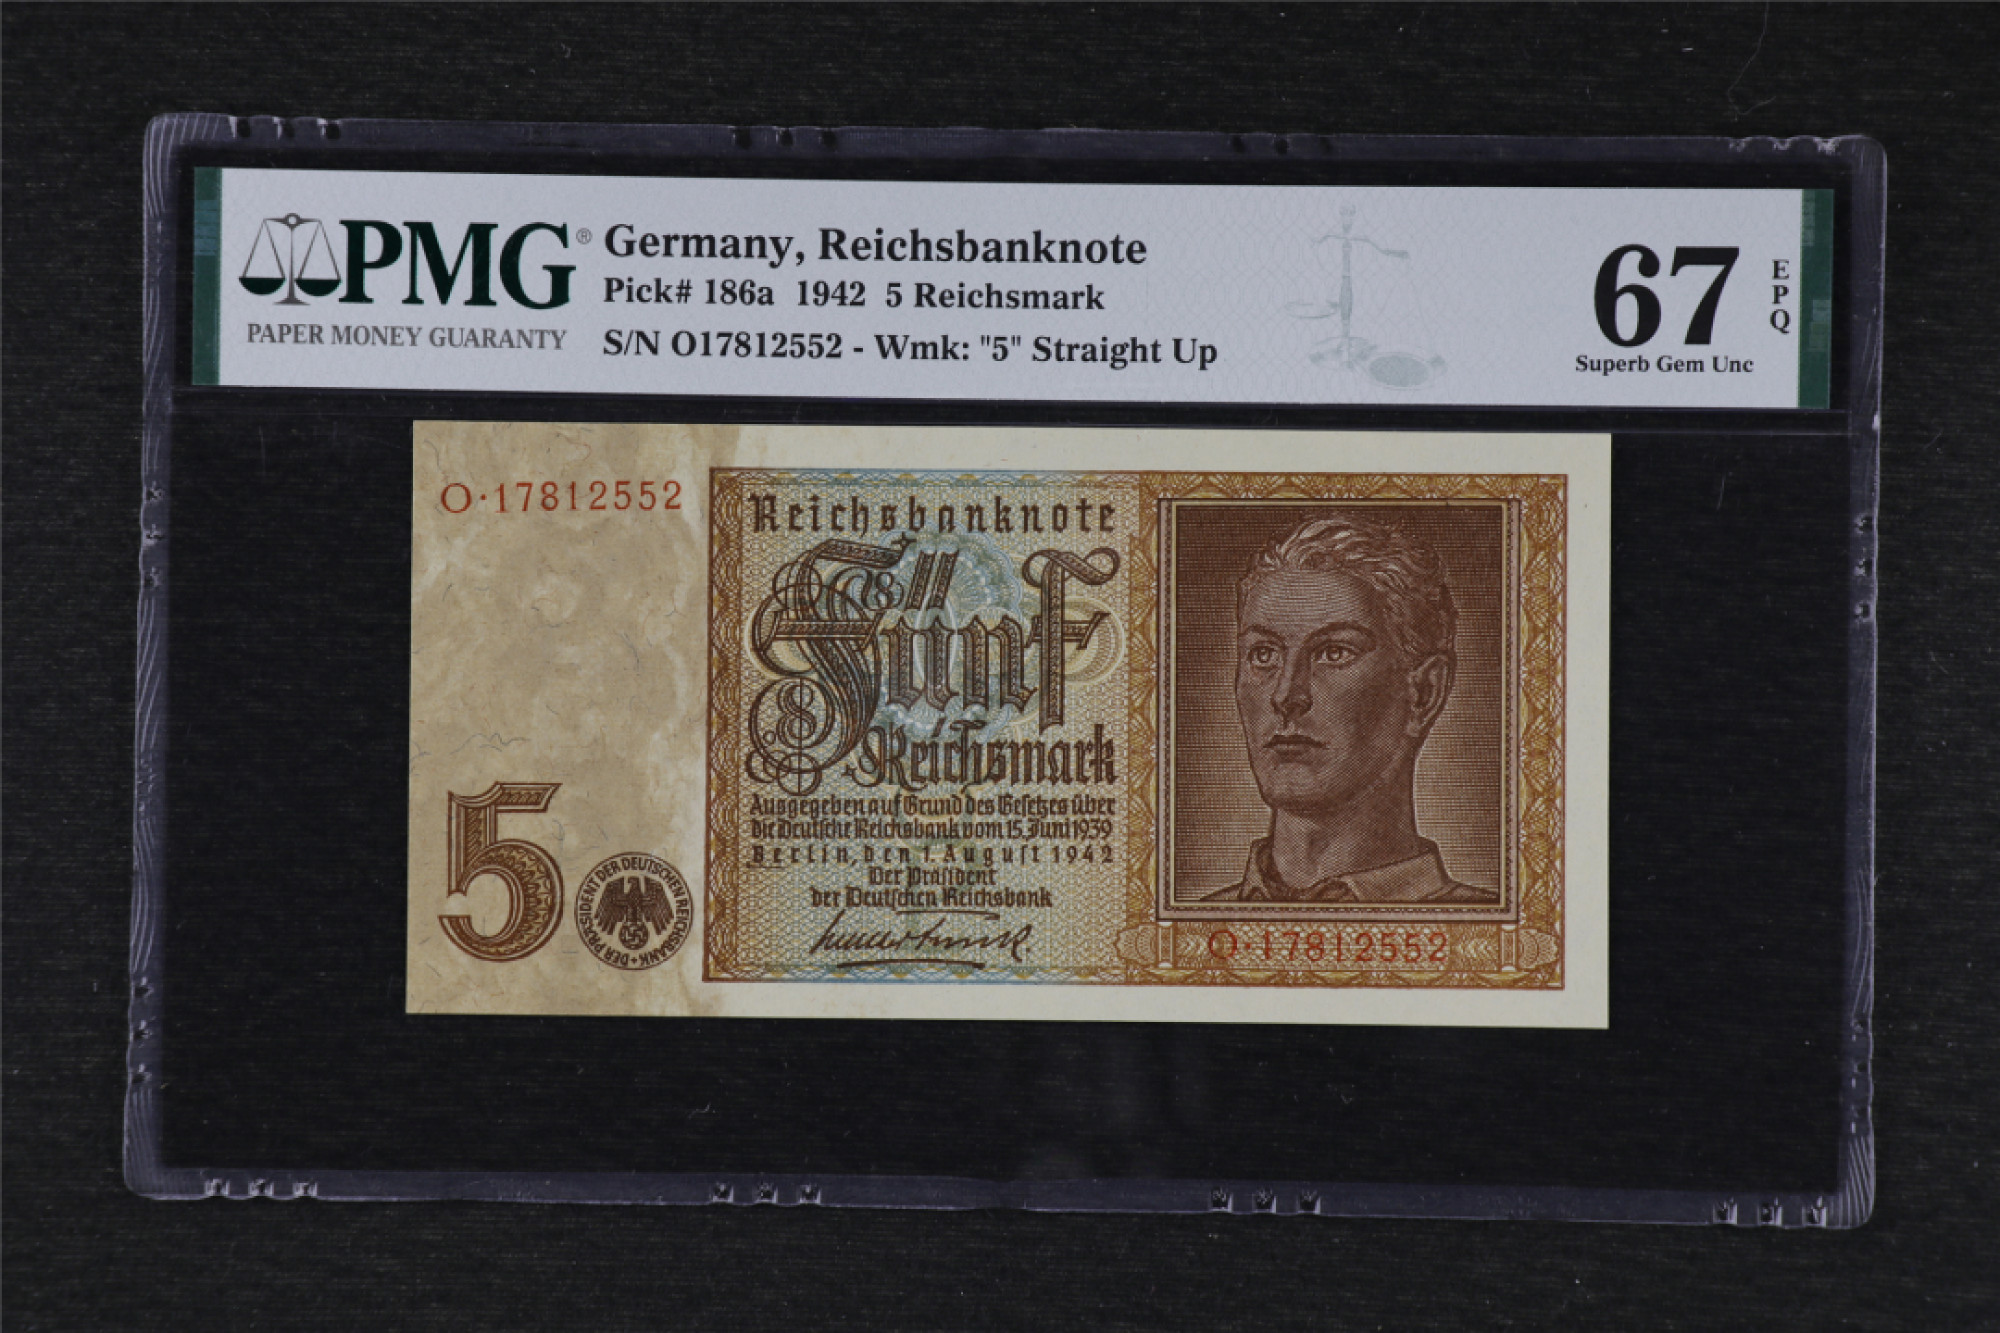 PMG®
PAPER MONEY GUARANTY
Germany, Reichsbanknote
Pick# 186a 1942 5 Reichsmark
S/N O17812552 - Wmk: "5" Straight Up
67
EPQ
Superb Gem Unc
O·17812552
Reichsbanknote
Fünf
Reichsmark
Ausgegeben auf Grund des Gesetzes über
die Deutsche Reichsbank vom 15. Juni 1939
Berlin, den 1. August 1942
Der Präsident
der Deutschen Reichsbank
5
DER PRÄSIDENT DER DEUTSCHEN REICHSBANK
O·17812552